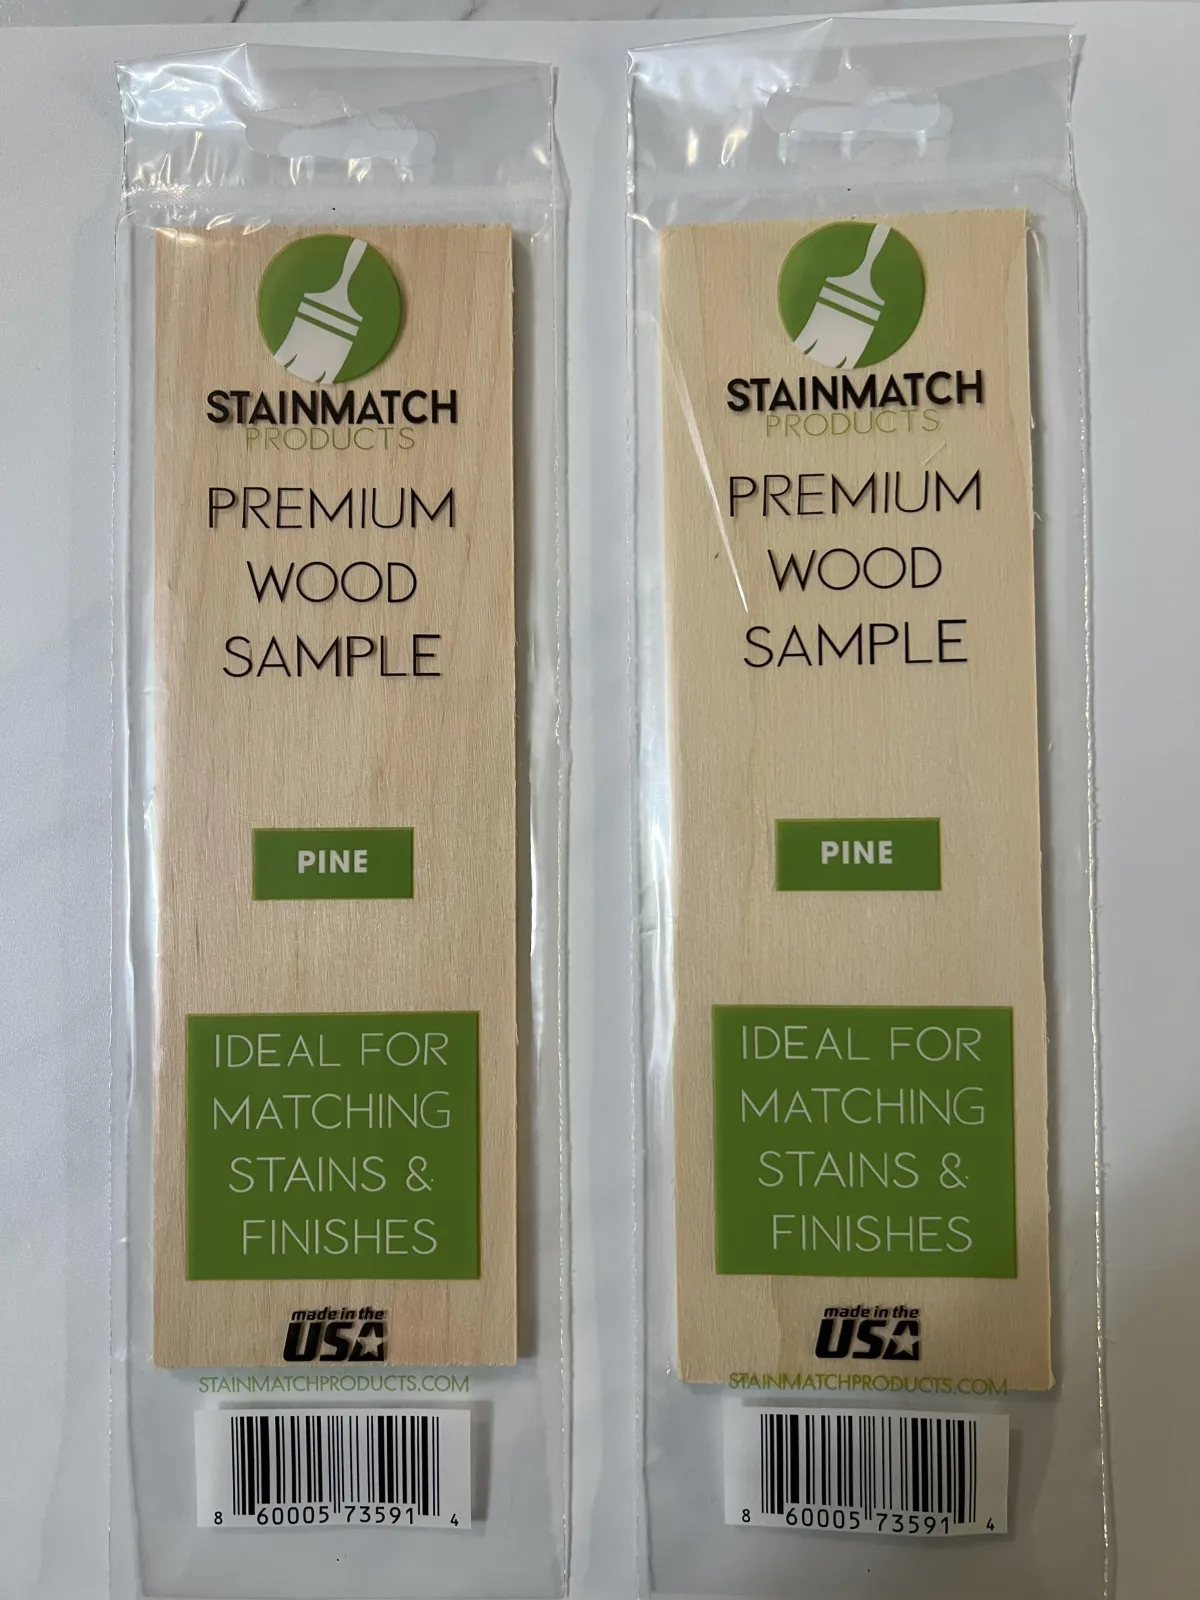 STAINMATCH
PRODUCTS
PREMIUM
WOOD
SAMPLE
PINE
IDEAL FOR
MATCHING
STAINS &
FINISHES
made in the
USA
STAINMATCHPRODUCTS.COM
8 60005 73591 4
STAINMATCH
PRODUCTS
PREMIUM
WOOD
SAMPLE
PINE
IDEAL FOR
MATCHING
STAINS &
FINISHES
made in the
USA
STAINMATCHPRODUCTS.COM
8 60005 73591 4